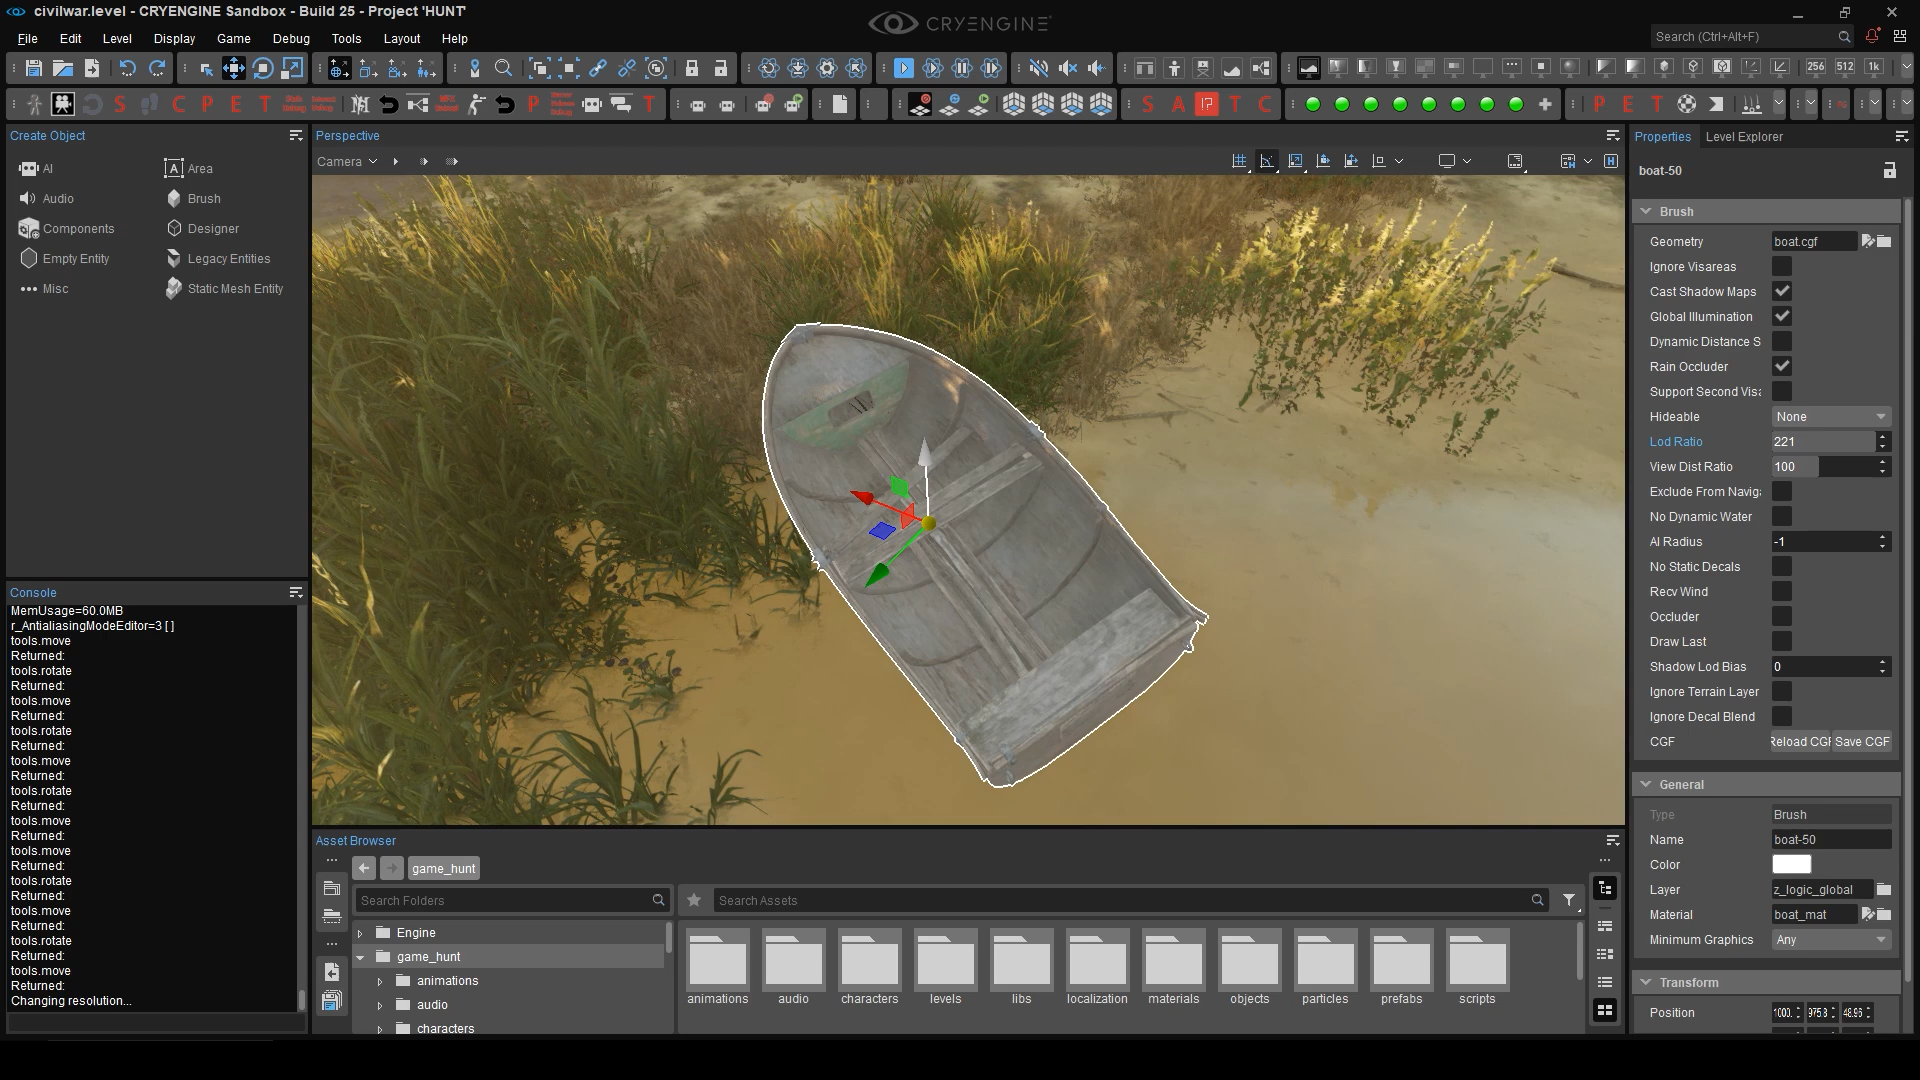 civilwar.level - CRYENGINE Sandbox - Build 25 - Project 'HUNT'
CRYENGINE
File Edit Level Display Game Debug Tools Layout Help
Search (Ctrl+Alt+F)
256 512 1k
S C P E T P T S A !? T C P E T
Create Object
AI
Area
Audio
Brush
Components
Designer
Empty Entity
Legacy Entities
Misc
Static Mesh Entity
Console
MemUsage=60.0MB
r_AntialiasingModeEditor=3 [ ]
tools.move
Returned:
tools.rotate
Returned:
tools.move
Returned:
tools.rotate
Returned:
tools.move
Returned:
tools.rotate
Returned:
tools.move
Returned:
tools.move
Returned:
tools.rotate
Returned:
tools.move
Returned:
tools.rotate
Returned:
tools.move
Returned:
Changing resolution...
Perspective
Camera
Asset Browser
game_hunt
Search Folders
Search Assets
Engine
game_hunt
animations
audio
characters
animations audio characters levels libs localization materials objects particles prefabs scripts
Properties Level Explorer
boat-50
Brush
Geometry boat.cgf
Ignore Visareas
Cast Shadow Maps
Global Illumination
Dynamic Distance S
Rain Occluder
Support Second Visa
Hideable None
Lod Ratio 221
View Dist Ratio 100
Exclude From Naviga
No Dynamic Water
AI Radius -1
No Static Decals
Recv Wind
Occluder
Draw Last
Shadow Lod Bias 0
Ignore Terrain Layer
Ignore Decal Blend
CGF Reload CGF Save CGF
General
Type Brush
Name boat-50
Color
Layer z_logic_global
Material boat_mat
Minimum Graphics Any
Transform
Position 1000. 975.8 48.96